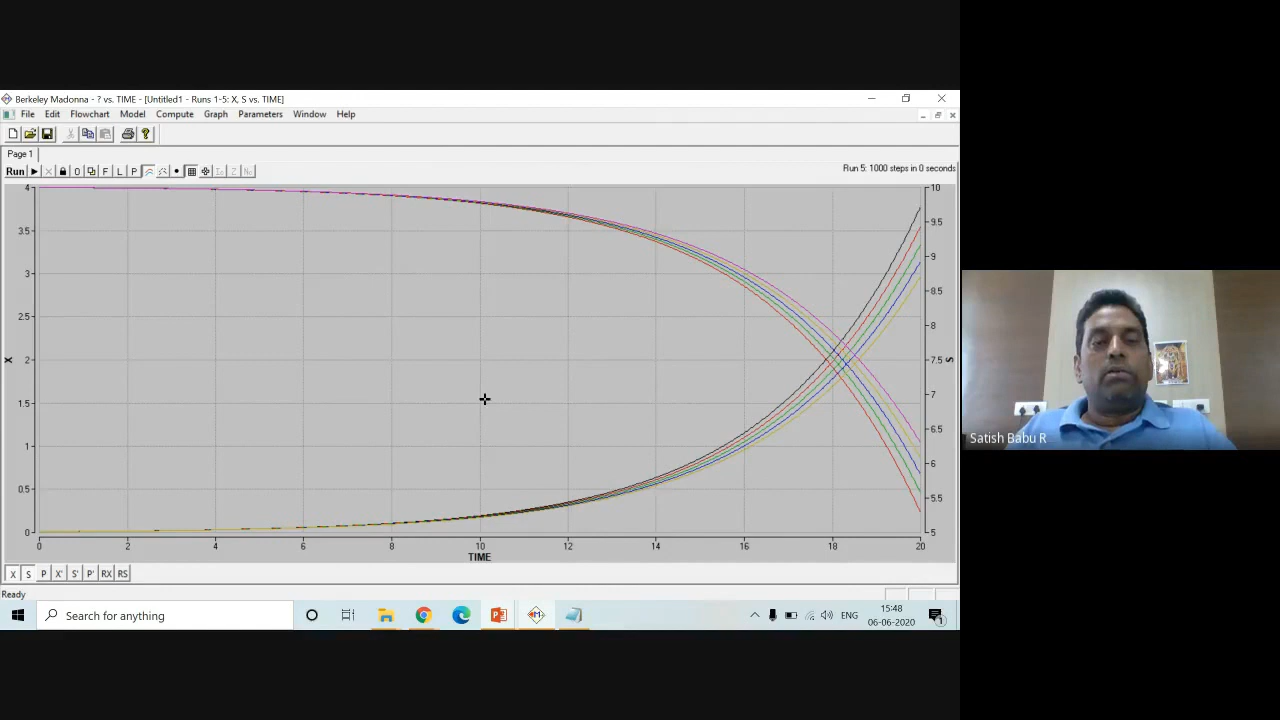 Berkeley Madonna - ? vs. TIME - [Untitled1 - Runs 1-5: X, S vs. TIME]
File Edit Flowchart Model Compute Graph Parameters Window Help
Page 1
Run O F L P
Run 5: 1000 steps in 0 seconds
4 10
9.5
3.5
9
3
8.5
2.5
8
X 2 7.5 S
7
1.5
6.5
1
6
0.5 5.5
0 5
0 2 4 6 8 10 12 14 16 18 20
TIME
X S P X' S' P' RX RS
Ready
Search for anything
ENG
15:48
06-06-2020
Satish Babu R